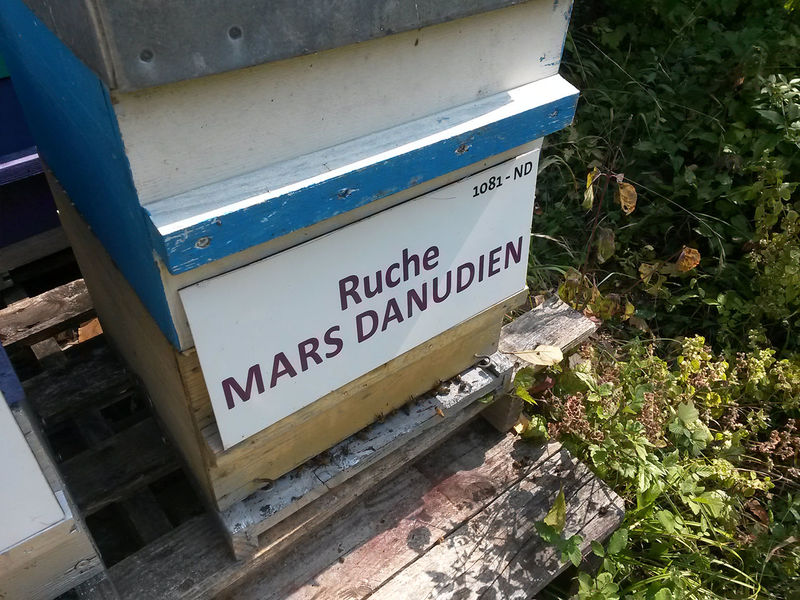 1081 - ND
Ruche
MARS DANUDIEN